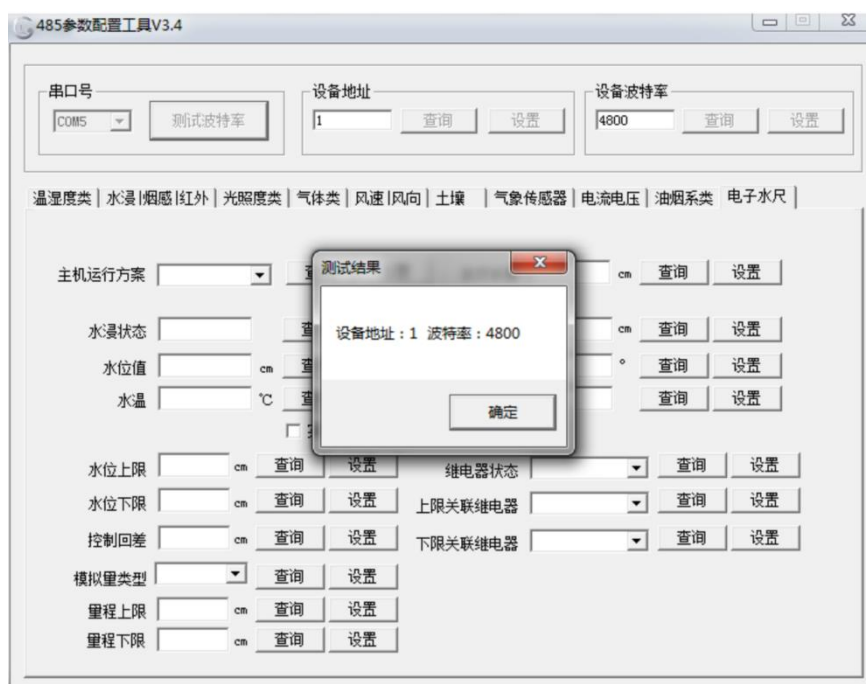 485参数配置工具V3.4
串口号 设备地址 设备波特率
COM5 测试波特率 1 查询 设置 4800 查询 设置
温湿度类 水浸|烟感|红外 光照度类 气体类 风速|风向 土壤 气象传感器 电流电压 油烟系类 电子水尺
测试结果
主机运行方案 cm 查询 设置
水浸状态 设备地址：1 波特率：4800 cm 查询 设置
水位值 cm ° 查询 设置
水温 ℃ 确定 查询 设置
水位上限 cm 查询 设置 继电器状态 查询 设置
水位下限 cm 查询 设置 上限关联继电器 查询 设置
控制回差 cm 查询 设置 下限关联继电器 查询 设置
模拟量类型 查询 设置
量程上限 cm 查询 设置
量程下限 cm 查询 设置